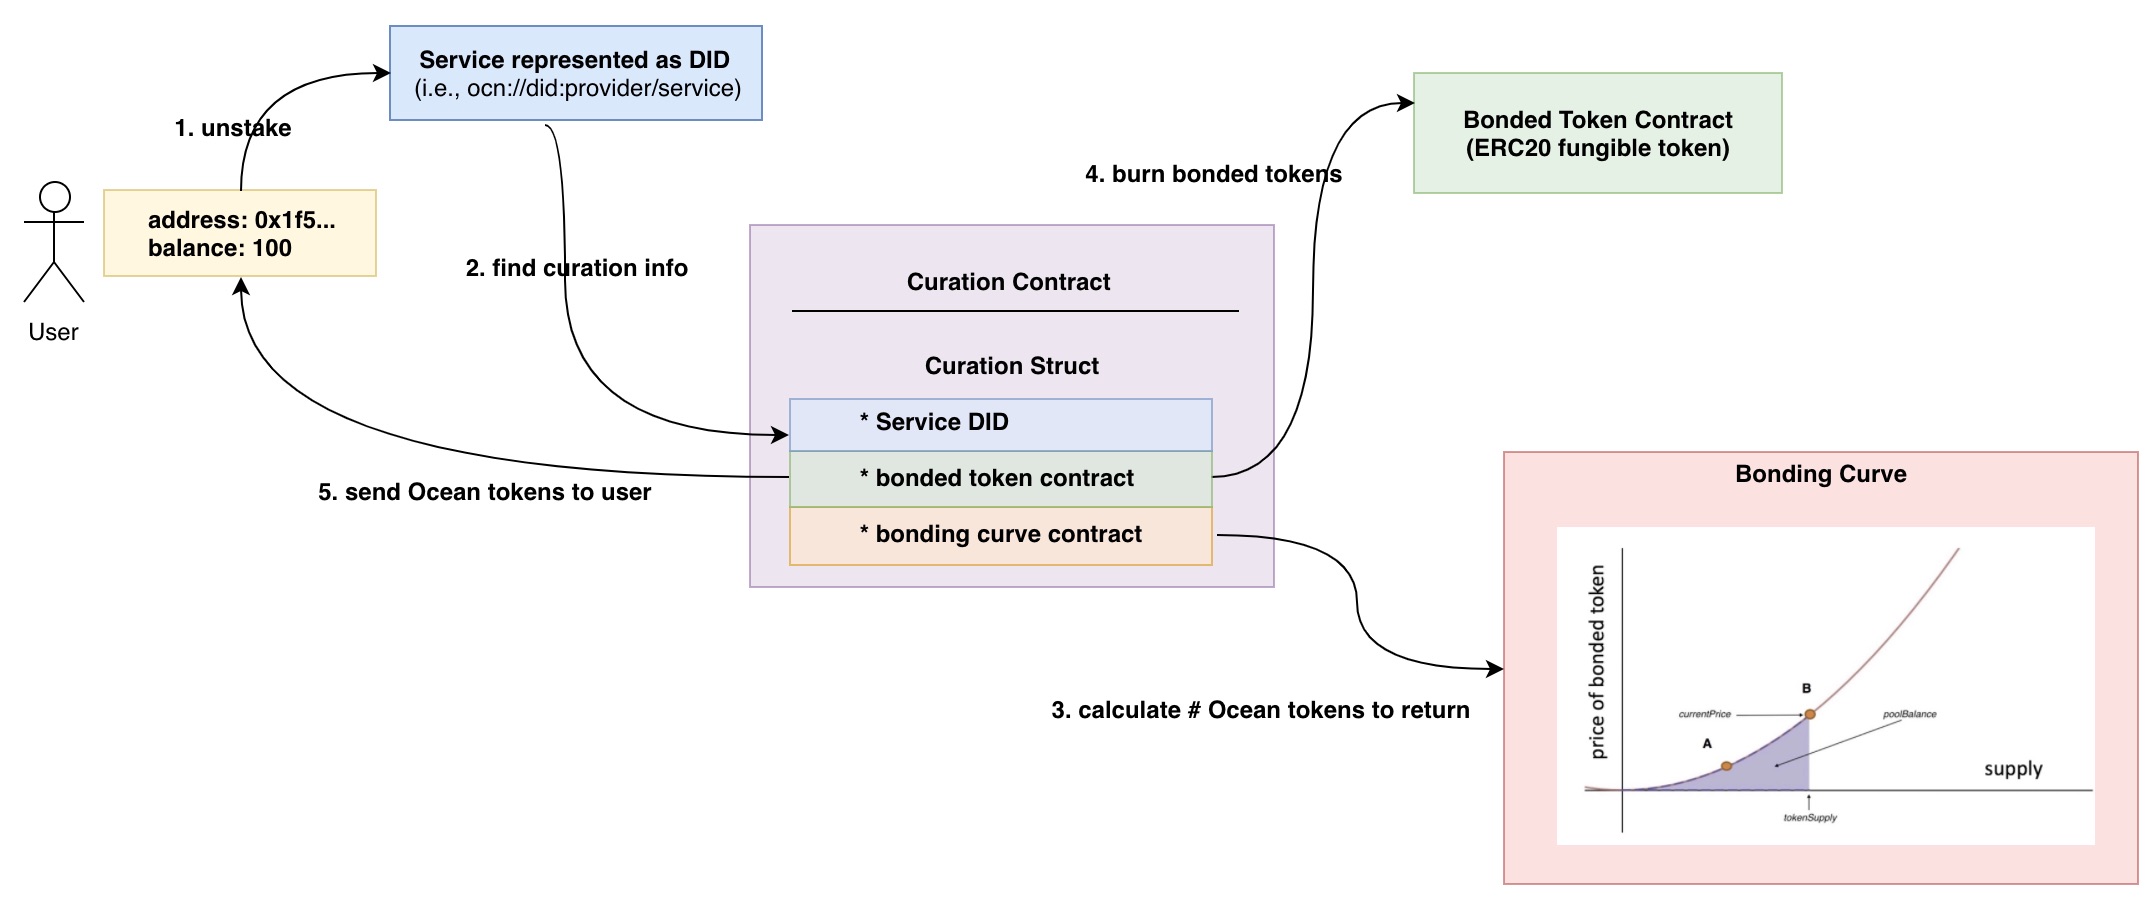 Service represented as DID
(i.e., ocn://did:provider/service)
1. unstake
address: 0x1f5...
balance: 100
User
2. find curation info
4. burn bonded tokens
Bonded Token Contract
(ERC20 fungible token)
Curation Contract
Curation Struct
* Service DID
* bonded token contract
* bonding curve contract
5. send Ocean tokens to user
3. calculate # Ocean tokens to return
Bonding Curve
price of bonded token
B
currentPrice
poolBalance
A
supply
tokenSupply